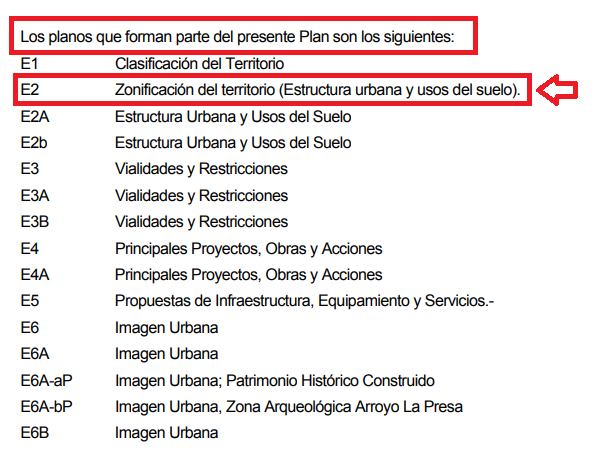 Los planos que forman parte del presente Plan son los siguientes:
E1 Clasificación del Territorio
E2 Zonificación del territorio (Estructura urbana y usos del suelo).
E2A Estructura Urbana y Usos del Suelo
E2b Estructura Urbana y Usos del Suelo
E3 Vialidades y Restricciones
E3A Vialidades y Restricciones
E3B Vialidades y Restricciones
E4 Principales Proyectos, Obras y Acciones
E4A Principales Proyectos, Obras y Acciones
E5 Propuestas de Infraestructura, Equipamiento y Servicios.-
E6 Imagen Urbana
E6A Imagen Urbana
E6A-aP Imagen Urbana; Patrimonio Histórico Construido
E6A-bP Imagen Urbana, Zona Arqueológica Arroyo La Presa
E6B Imagen Urbana